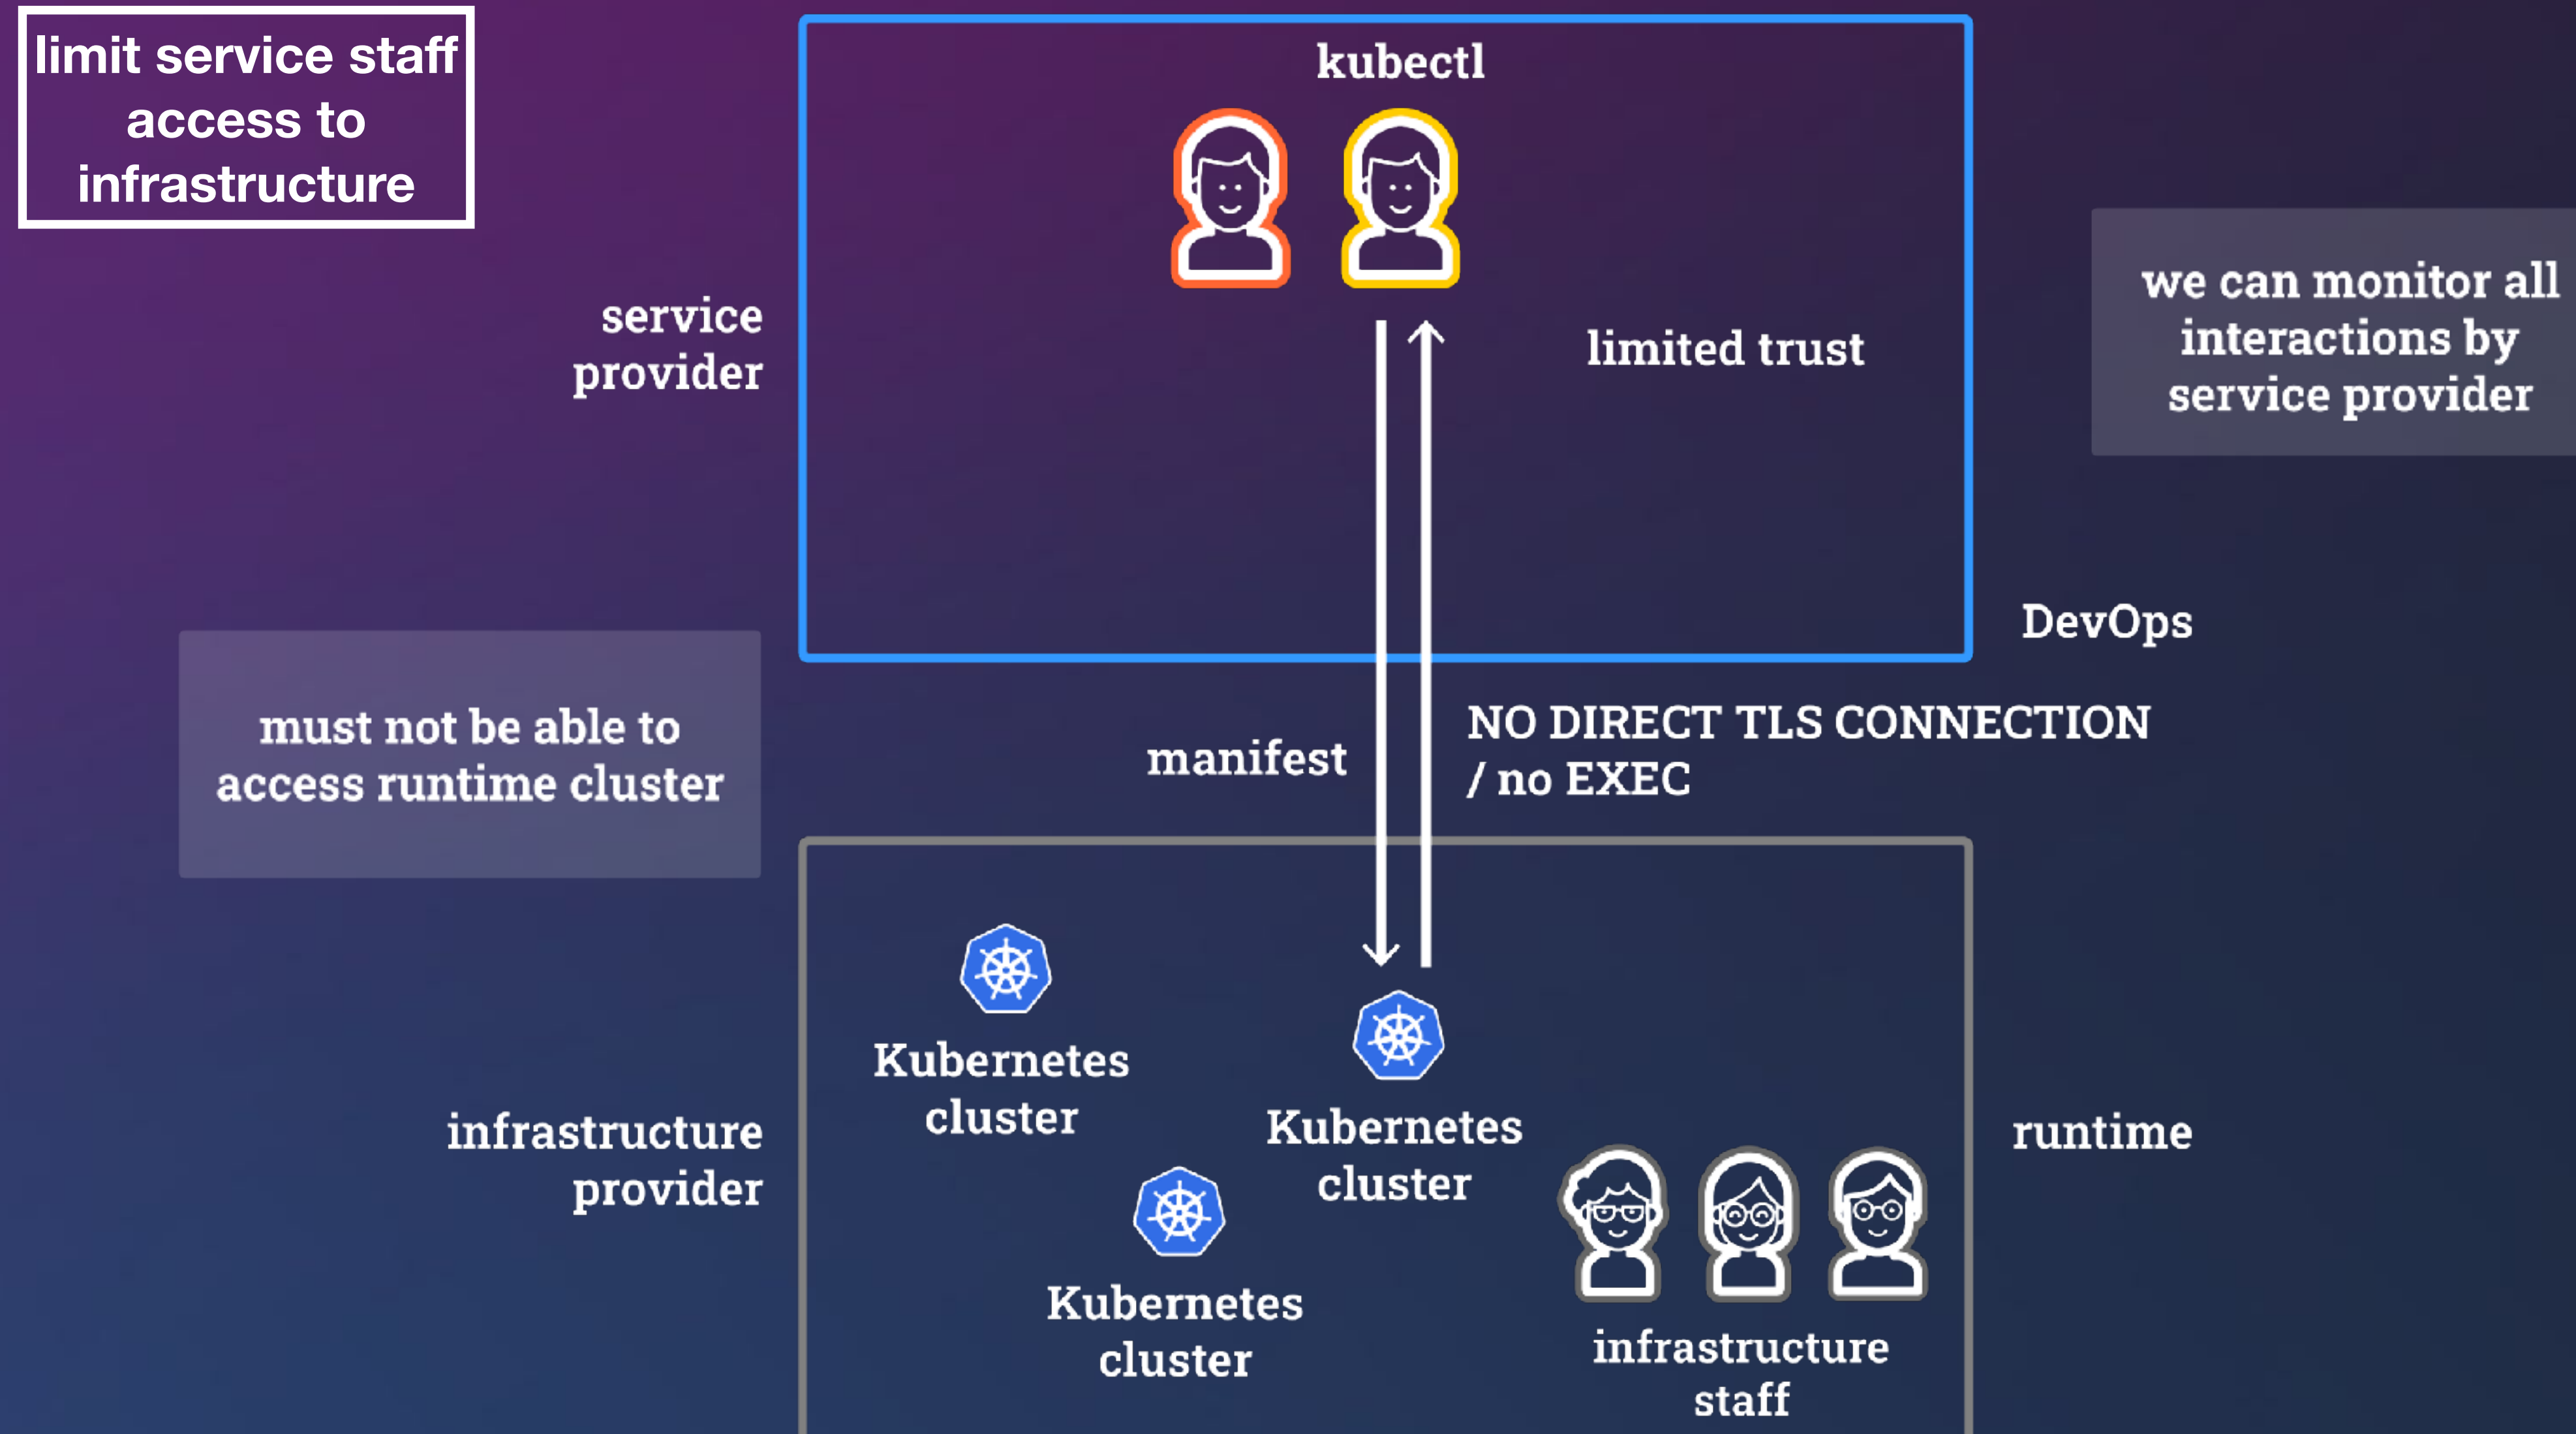 limit service staff
access to
infrastructure
kubectl
service
provider
limited trust
we can monitor all
interactions by
service provider
DevOps
must not be able to
access runtime cluster
manifest
NO DIRECT TLS CONNECTION
/ no EXEC
Kubernetes
cluster
Kubernetes
cluster
Kubernetes
cluster
infrastructure
provider
runtime
infrastructure
staff